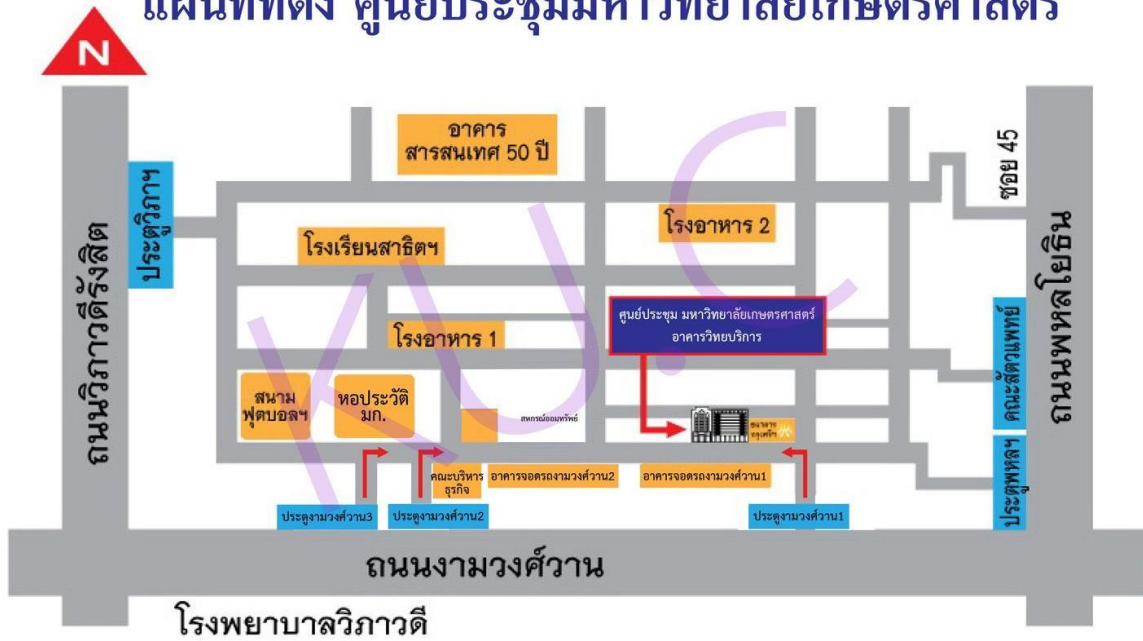 แผนที่ที่ตั้ง ศูนย์ประชุมมหาวิทยาลัยเกษตรศาสตร์
N
อาคาร
สารสนเทศ 50 ปี
ซอย 45
ประตูวิภาฯ
โรงเรียนสาธิตฯ
โรงอาหาร 2
ถนนวิภาวดีรังสิต
ถนนพหลโยธิน
ศูนย์ประชุม มหาวิทยาลัยเกษตรศาสตร์
อาคารวิทยบริการ
โรงอาหาร 1
คณะสัตวแพทย์
สนาม
ฟุตบอลฯ
หอประวัติ
มก.
สหกรณ์ออมทรัพย์
ธนาคาร
กรุงศรีฯ
คณะบริหาร
ธุรกิจ
อาคารจอดรถงามวงศ์วาน2
อาคารจอดรถงามวงศ์วาน1
ประตูพหลฯ
ประตูงามวงศ์วาน3
ประตูงามวงศ์วาน2
ประตูงามวงศ์วาน1
ถนนงามวงศ์วาน
โรงพยาบาลวิภาวดี
KU.C